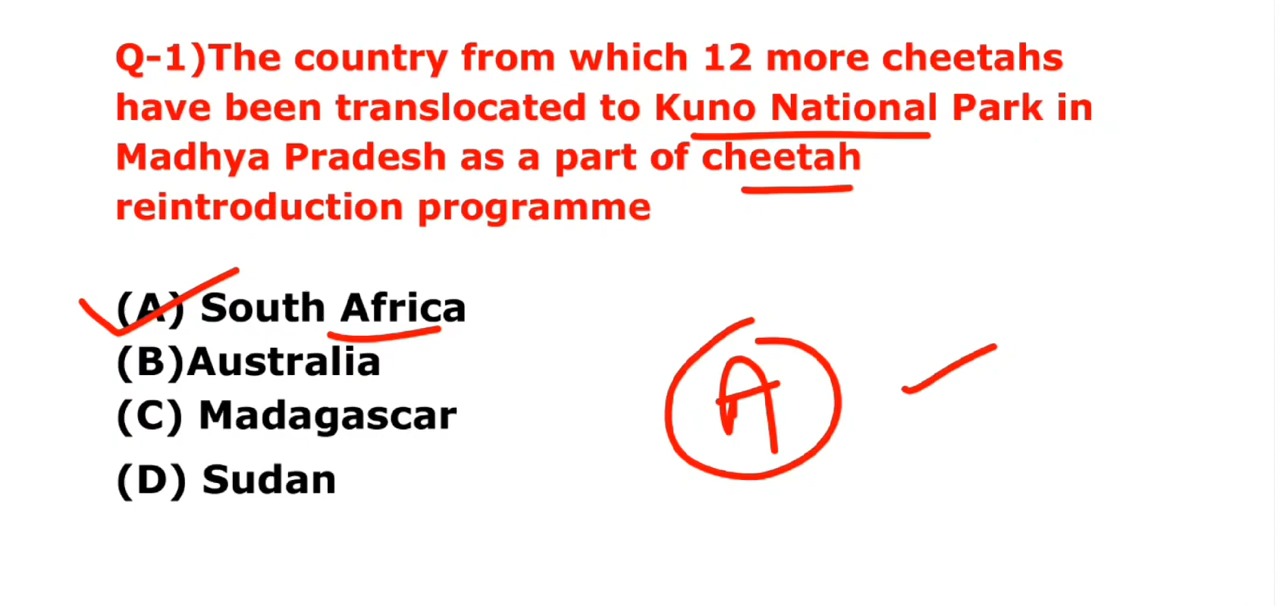 Q-1)The country from which 12 more cheetahs
have been translocated to Kuno National Park in
Madhya Pradesh as a part of cheetah
reintroduction programme
(A) South Africa
(B)Australia
(C) Madagascar
(D) Sudan
A